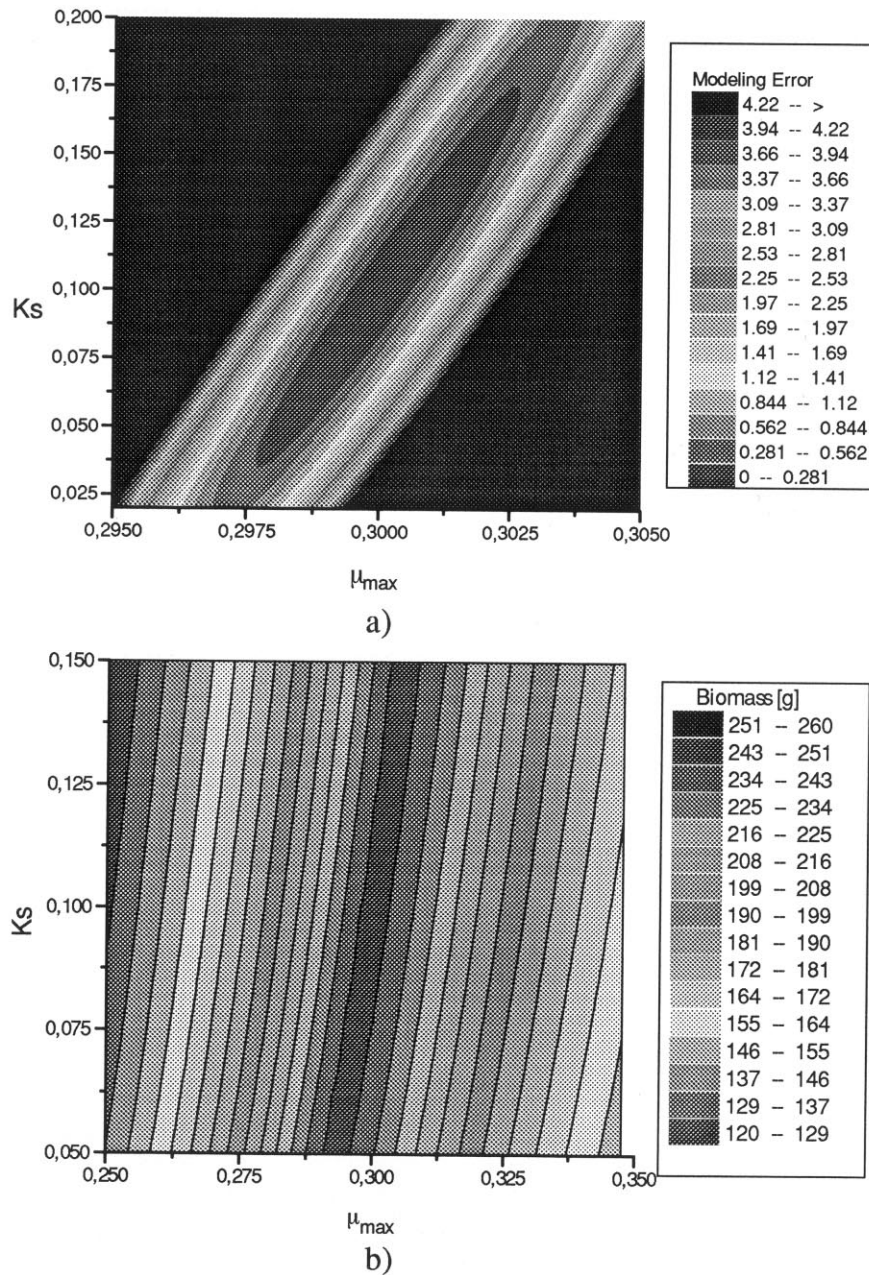 0,200
0,175
0,150
0,125
0,100
0,075
0,050
0,025
Ks
0,2950
0,2975
0,3000
0,3025
0,3050
μmax
Modeling Error
4.22 -- >
3.94 -- 4.22
3.66 -- 3.94
3.37 -- 3.66
3.09 -- 3.37
2.81 -- 3.09
2.53 -- 2.81
2.25 -- 2.53
1.97 -- 2.25
1.69 -- 1.97
1.41 -- 1.69
1.12 -- 1.41
0.844 -- 1.12
0.562 -- 0.844
0.281 -- 0.562
0 -- 0.281
a)
0,150
0,125
0,100
0,075
0,050
Ks
0,250
0,275
0,300
0,325
0,350
μmax
Biomass [g]
251 – 260
243 – 251
234 – 243
225 – 234
216 – 225
208 – 216
199 – 208
190 – 199
181 – 190
172 – 181
164 – 172
155 – 164
146 – 155
137 – 146
129 – 137
120 – 129
b)